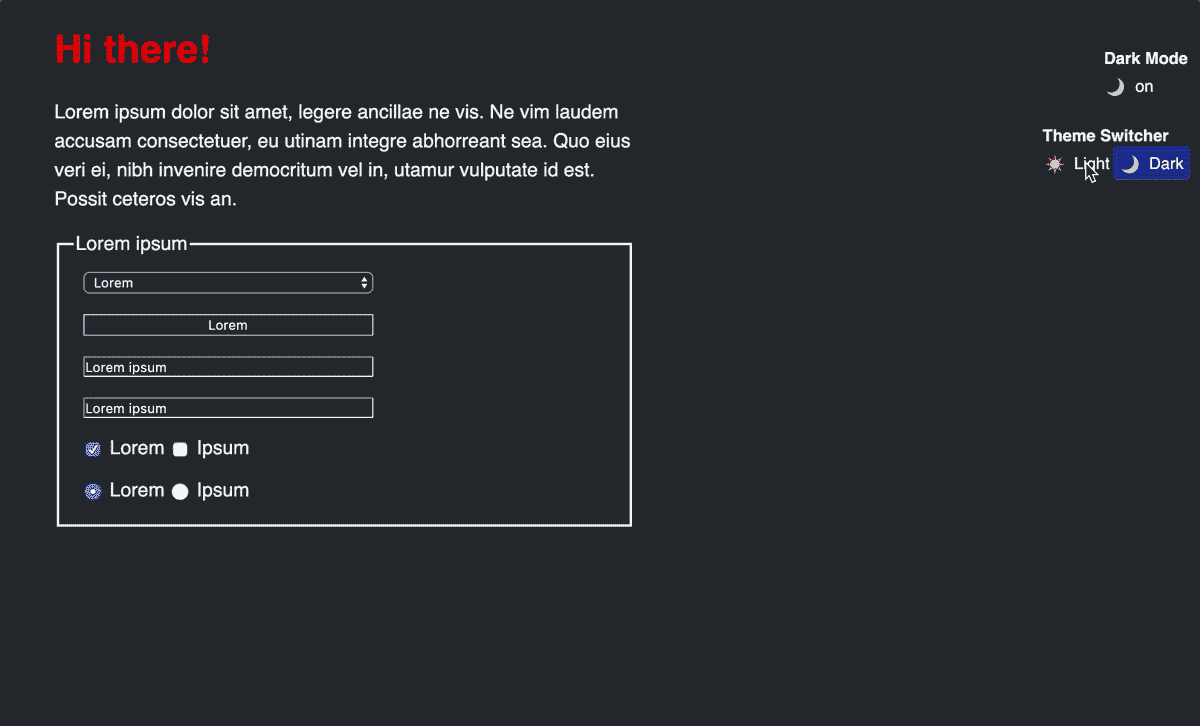 Hi there!
Lorem ipsum dolor sit amet, legere ancillae ne vis. Ne vim laudem
accusam consectetuer, eu utinam integre abhorreant sea. Quo eius
veri ei, nibh invenire democritum vel in, utamur vulputate id est.
Possit ceteros vis an.
Lorem ipsum
Lorem
Lorem
Lorem ipsum
Lorem ipsum
Lorem Ipsum
Lorem Ipsum
Dark Mode
on
Theme Switcher
Light Dark